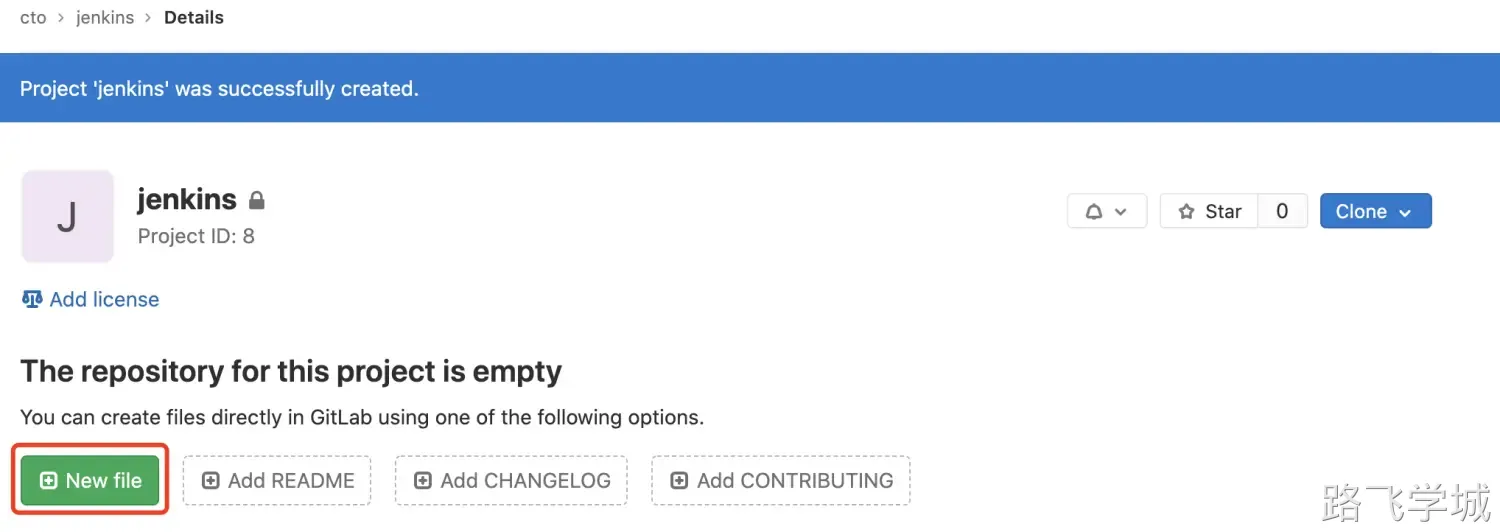 cto > jenkins > Details
Project 'jenkins' was successfully created.
J
jenkins
Project ID: 8
Star 0 Clone
Add license
The repository for this project is empty
You can create files directly in GitLab using one of the following options.
New file Add README Add CHANGELOG Add CONTRIBUTING
路飞学城